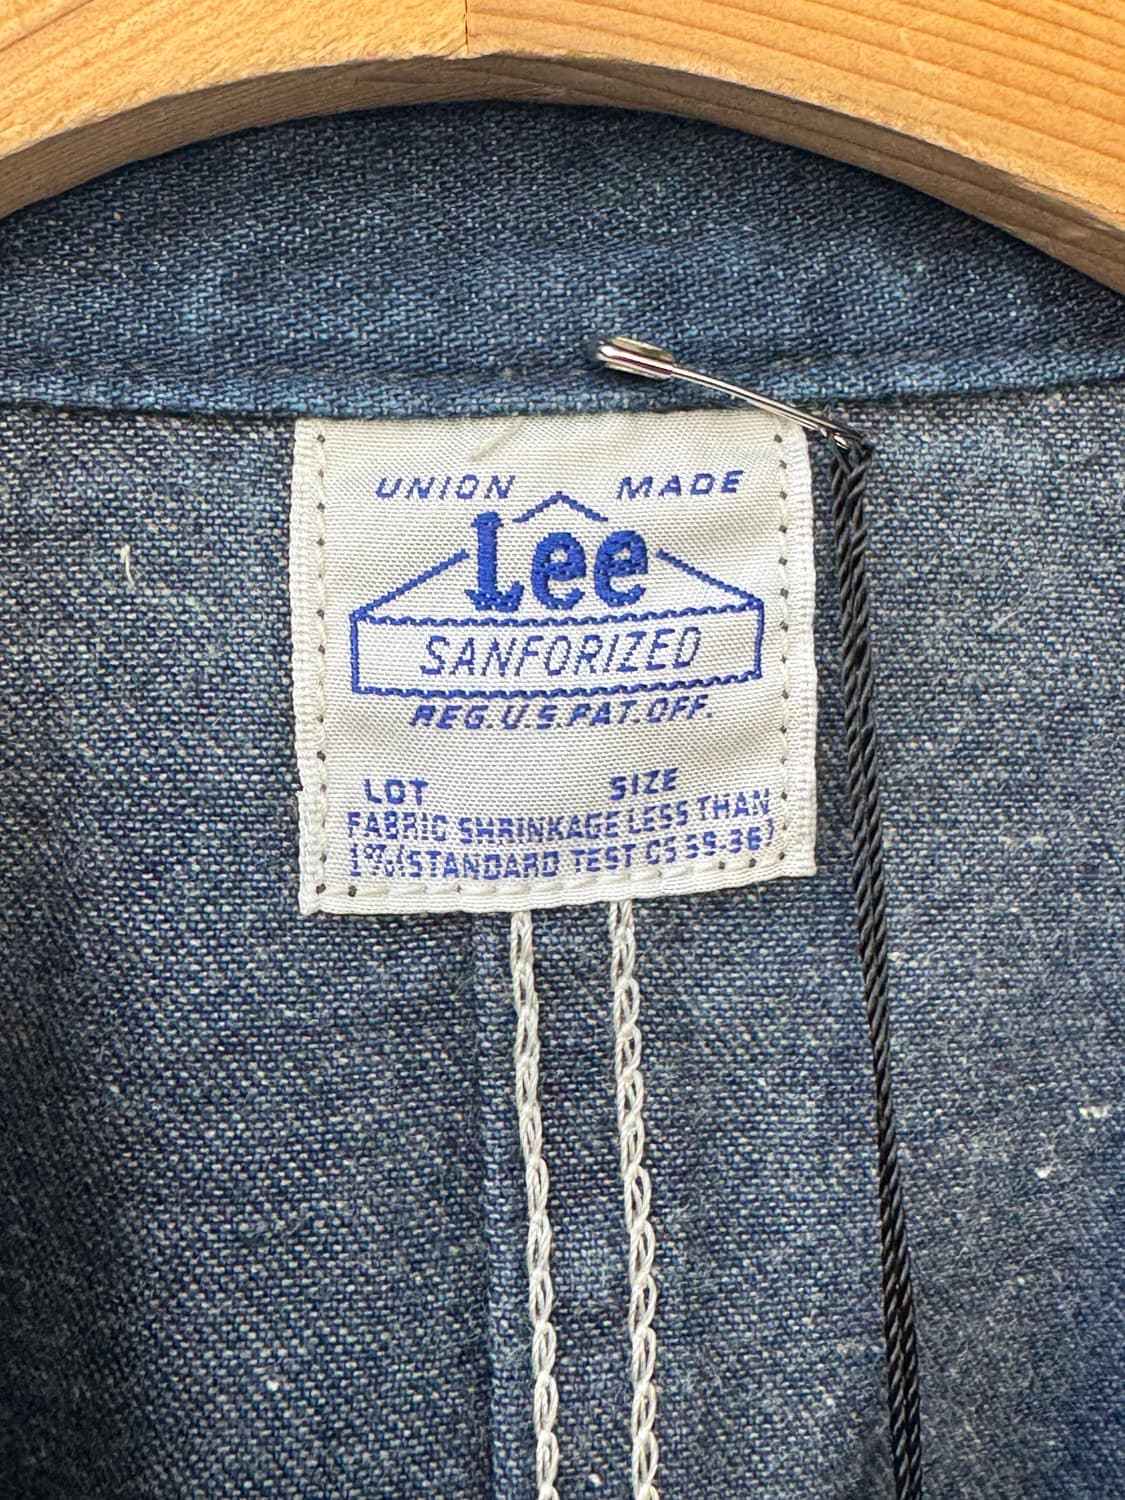 UNION MADE
Lee
SANFORIZED
REG.U.S.PAT.OFF.
LOT SIZE
FABRIC SHRINKAGE LESS THAN
1%(STANDARD TEST CS 59-36)